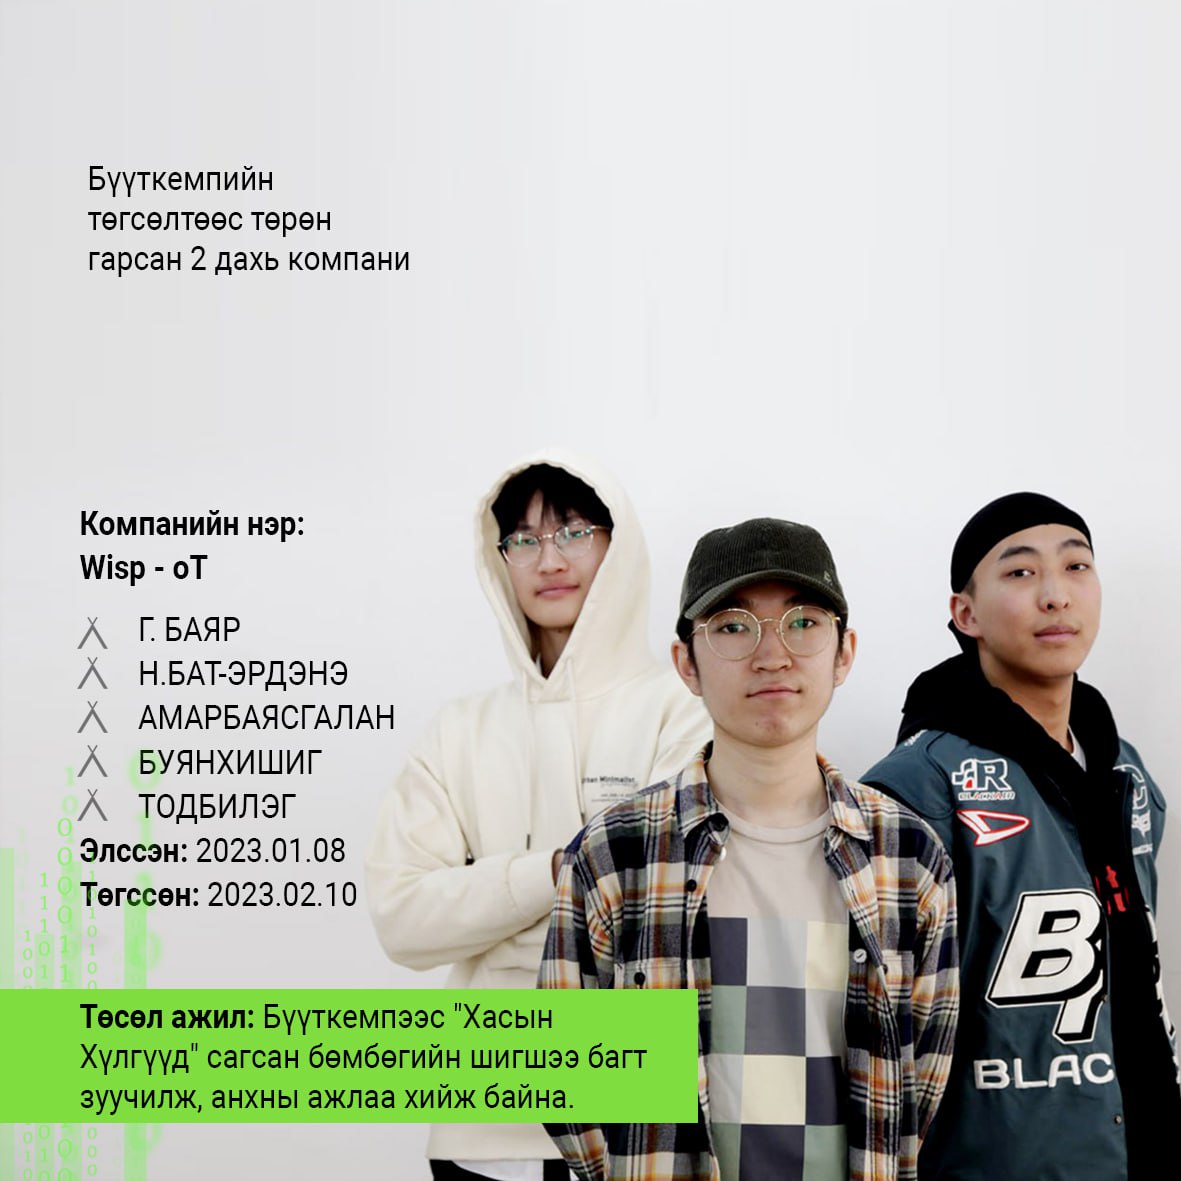 Бүүткемпийн
төгсөлтөөс төрөн
гарсан 2 дахь компани
Компанийн нэр:
Wisp - oT
Г. БАЯР
Н.БАТ-ЭРДЭНЭ
АМАРБАЯСГАЛАН
БУЯНХИШИГ
ТОДБИЛЭГ
Элссэн: 2023.01.08
Төгссөн: 2023.02.10
Төсөл ажил: Бүүткемпээс "Хасын
Хүлгүүд" сагсан бөмбөгийн шигшээ багт
зуучилж, анхны ажлаа хийж байна.
BLAC